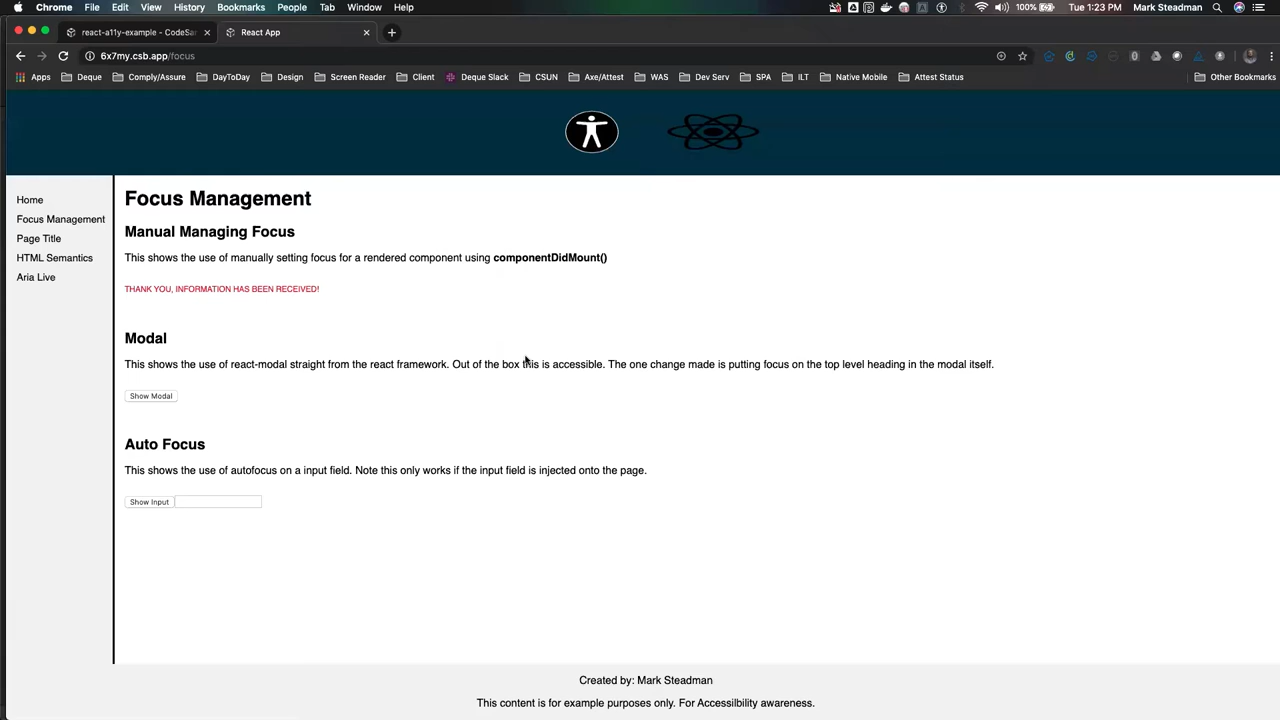 Chrome File Edit View History Bookmarks People Tab Window Help 100% Tue 1:23 PM Mark Steadman
react-a11y-example - CodeSan React App
6x7my.csb.app/focus
Apps Deque Comply/Assure DayToDay Design Screen Reader Client Deque Slack CSUN Axe/Attest WAS Dev Serv SPA ILT Native Mobile Attest Status Other Bookmarks
Home
Focus Management
Page Title
HTML Semantics
Aria Live
Focus Management
Manual Managing Focus
This shows the use of manually setting focus for a rendered component using componentDidMount()
THANK YOU, INFORMATION HAS BEEN RECEIVED!
Modal
This shows the use of react-modal straight from the react framework. Out of the box this is accessible. The one change made is putting focus on the top level heading in the modal itself.
Show Modal
Auto Focus
This shows the use of autofocus on a input field. Note this only works if the input field is injected onto the page.
Show Input
Created by: Mark Steadman
This content is for example purposes only. For Accessilbility awareness.